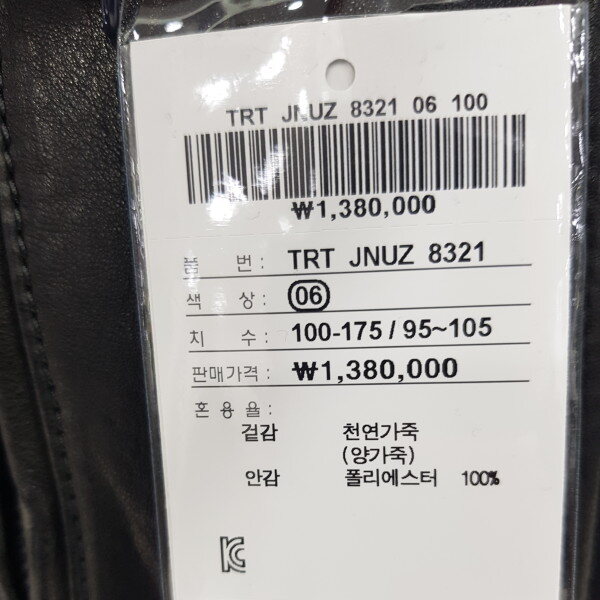 TRT JNUZ 8321 06 100
₩1,380,000
품 번 : TRT JNUZ 8321
색 상 : 06
치 수 : 100-175 / 95~105
판매가격 : ₩1,380,000
혼 용 율 :
겉감 천연가죽
(양가죽)
안감 폴리에스터 100%
KC